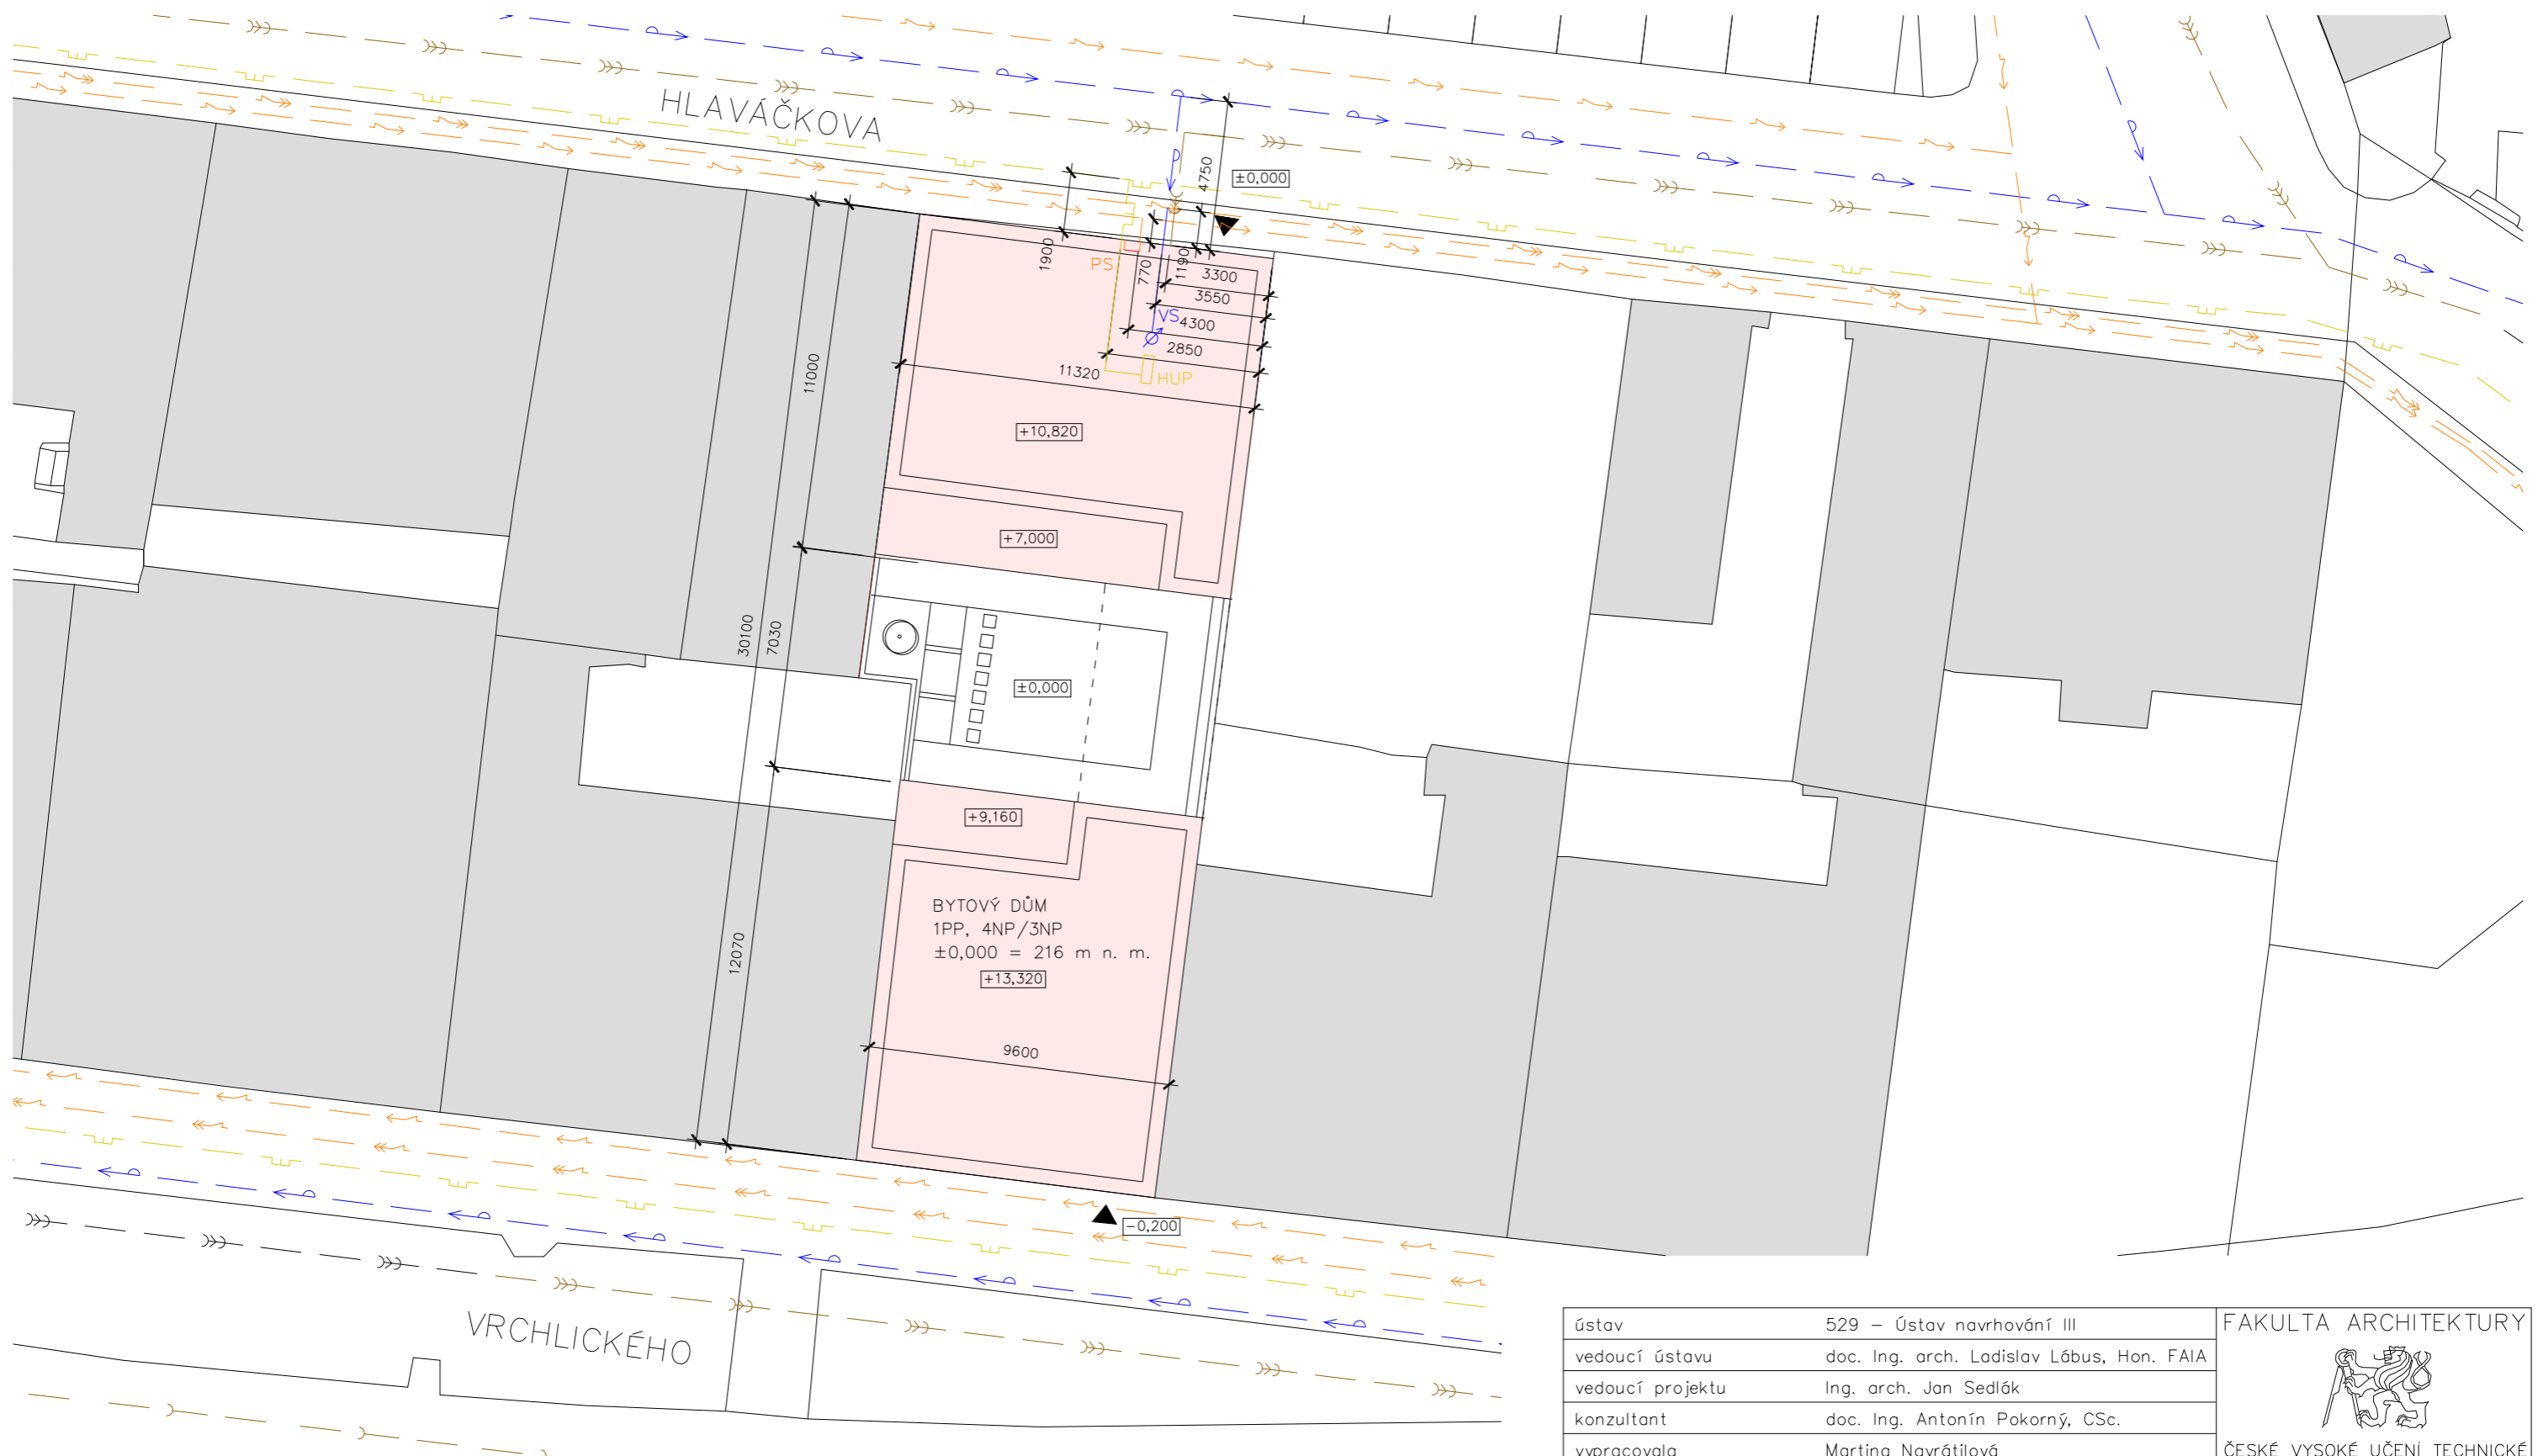 HLAVÁČKOVA
4750
±0,000
1900
PS
770
1190
3300
3550
VS
4300
2850
HUP
11320
11000
+10,820
+7,000
30100
7030
±0,000
+9,160
BYTOVÝ DŮM
1PP, 4NP/3NP
±0,000 = 216 m n. m.
+13,320
12070
9600
-0,200
VRCHLICKÉHO
ústav 529 – Ústav navrhování III
vedoucí ústavu doc. Ing. arch. Ladislav Lábus, Hon. FAIA
vedoucí projektu Ing. arch. Jan Sedlák
konzultant doc. Ing. Antonín Pokorný, CSc.
vypracovala Martina Navrátilová
FAKULTA ARCHITEKTURY
ČESKÉ VYSOKÉ UČENÍ TECHNICKÉ